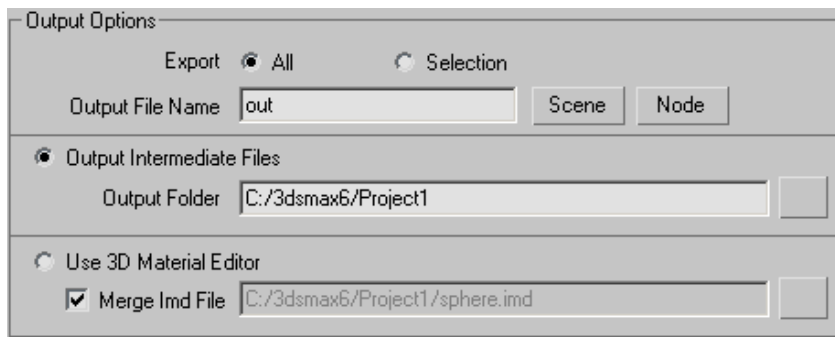 Output Options
Export All Selection
Output File Name out Scene Node
Output Intermediate Files
Output Folder C:/3dsmax6/Project1
Use 3D Material Editor
Merge Imd File C:/3dsmax6/Project1/sphere.imd